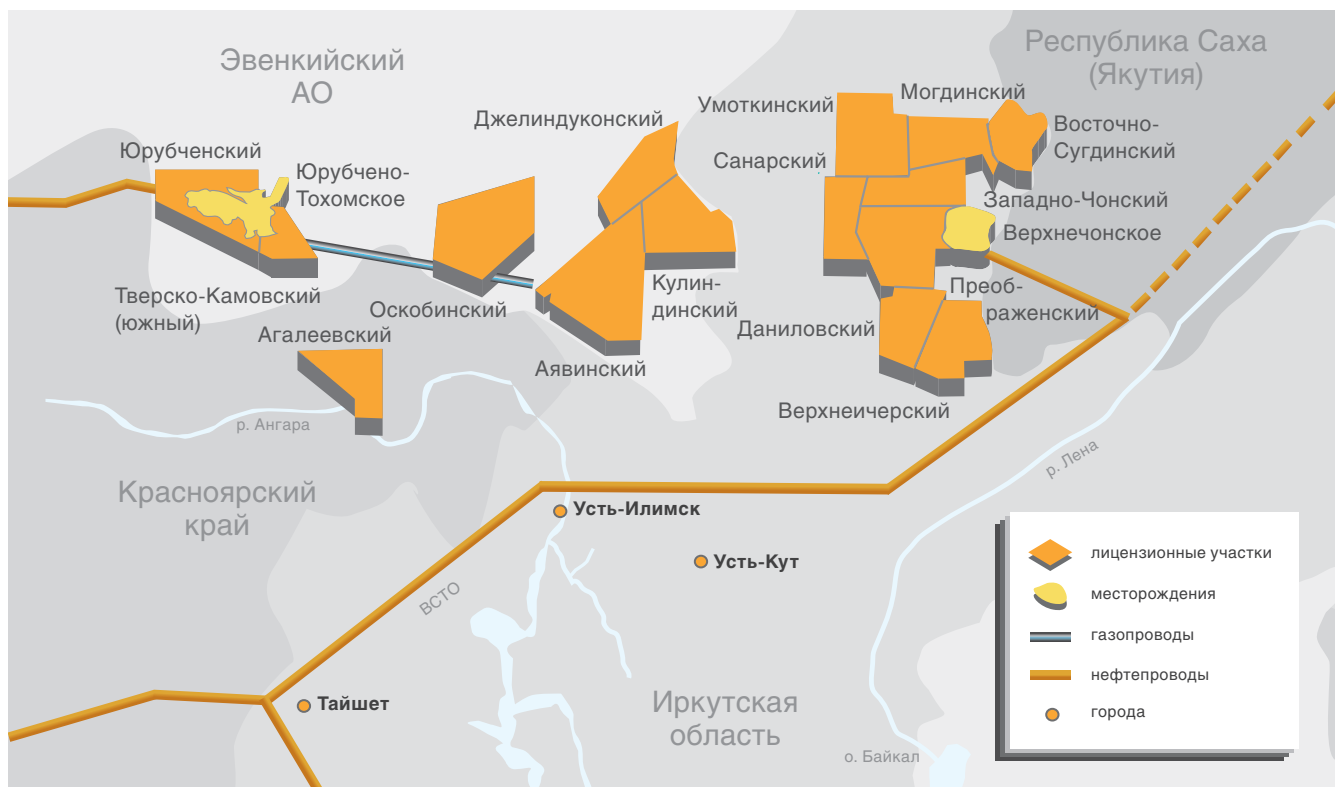 Эвенкийский
АО
Республика Саха
(Якутия)
Умоткинский
Могдинский
Джелиндуконский
Восточно-
Сугдинский
Юрубченский
Санарский
Юрубчено-
Тохомское
Западно-Чонский
Верхнечонское
Тверско-Камовский
(южный)
Оскобинский
Кулин-
динский
Преоб-
раженский
Даниловский
Агалеевский
Аявинский
Верхнеичерский
р. Ангара
р. Лена
Красноярский
край
Усть-Илимск
Усть-Кут
ВСТО
Тайшет
Иркутская
область
о. Байкал
лицензионные участки
месторождения
газопроводы
нефтепроводы
города